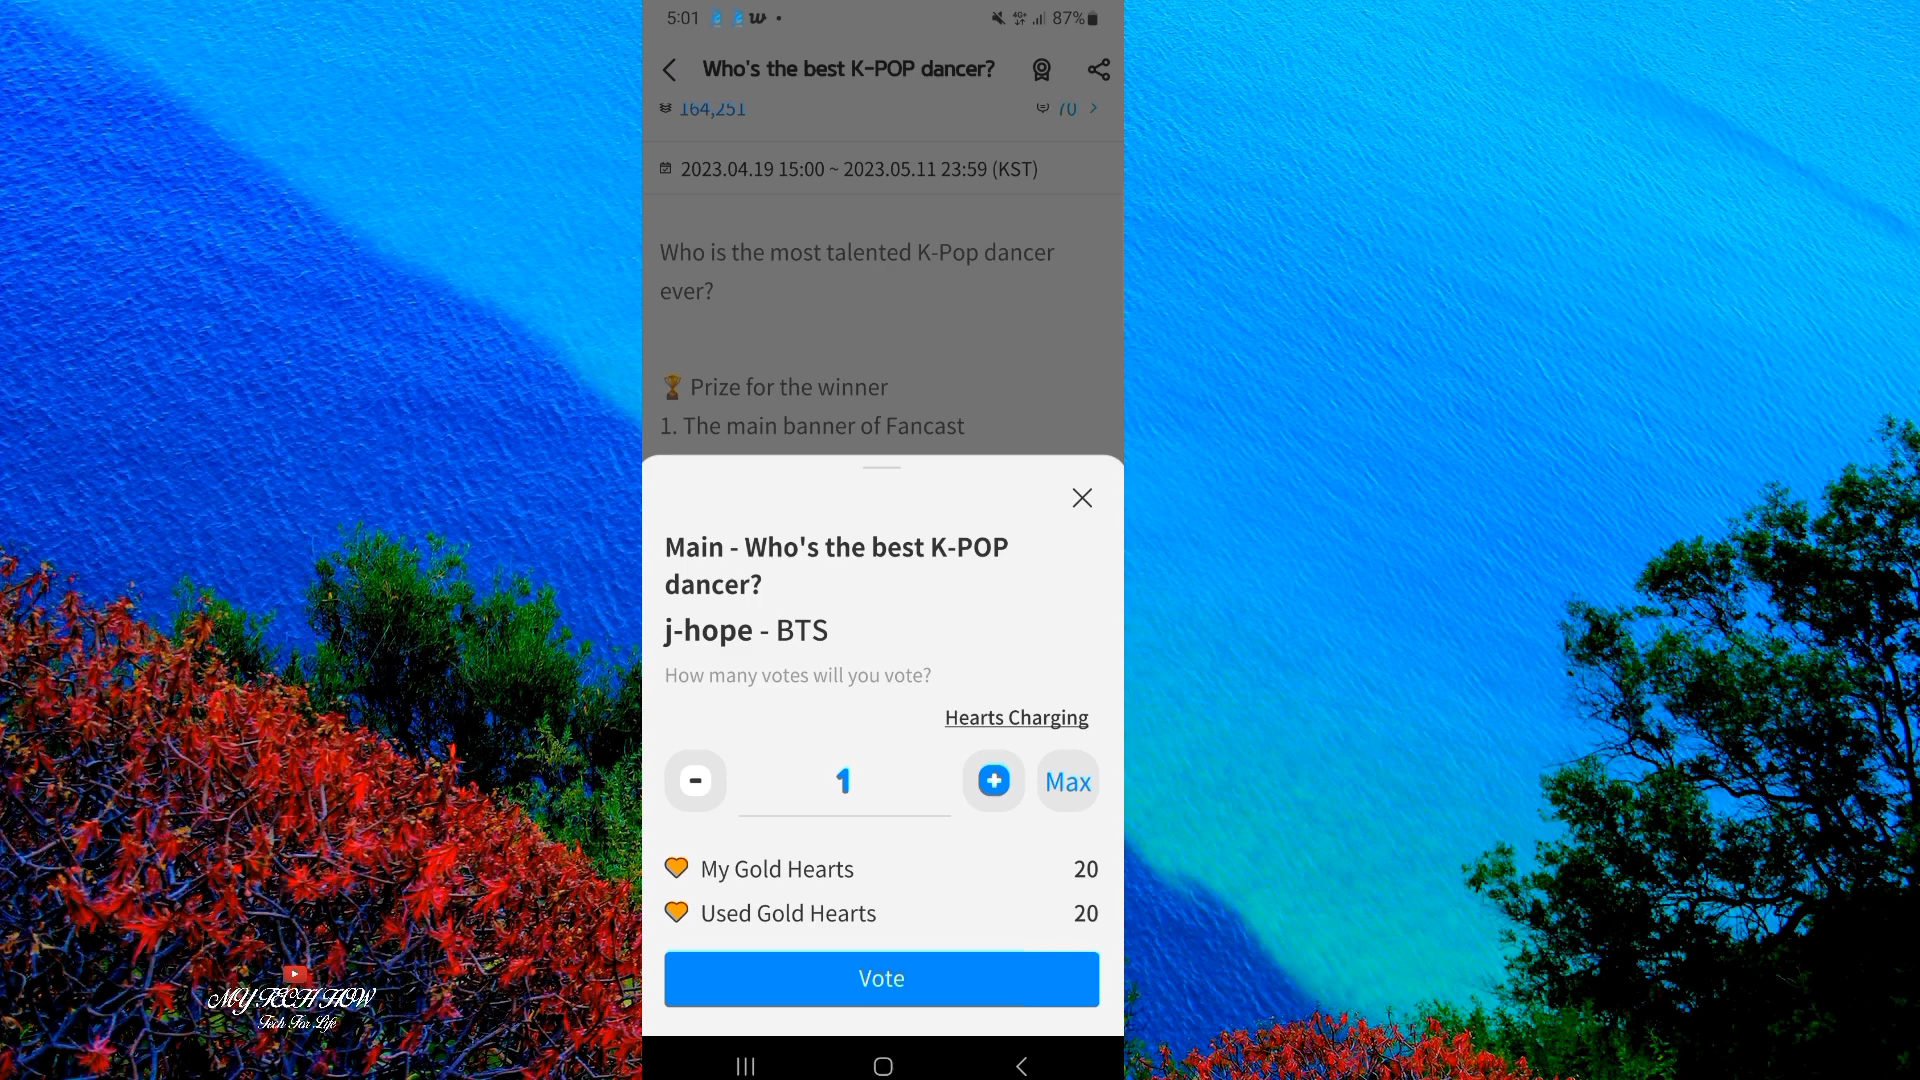 5:01
4G+
87%
Who's the best K-POP dancer?
164,251
70
2023.04.19 15:00 ~ 2023.05.11 23:59 (KST)
Who is the most talented K-Pop dancer
ever?
🏆 Prize for the winner
1. The main banner of Fancast
Main - Who's the best K-POP
dancer?
j-hope - BTS
How many votes will you vote?
Hearts Charging
-
1
+
Max
My Gold Hearts 20
Used Gold Hearts 20
Vote
MY TECH HOW
Tech For Life